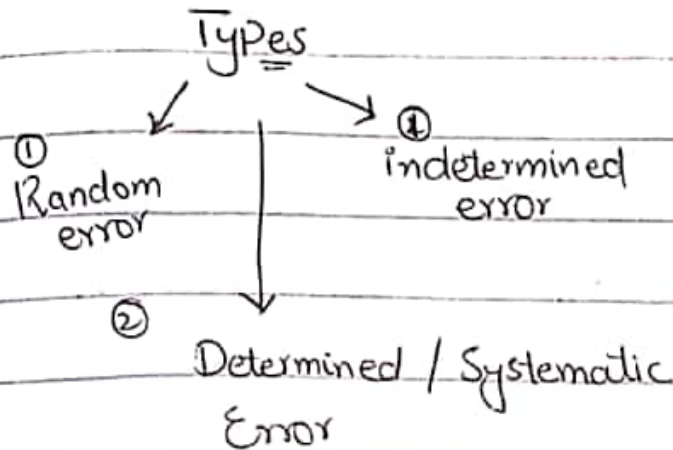 Types
①
Random
error
①
indetermined
error
②
Determined / Systematic
Error